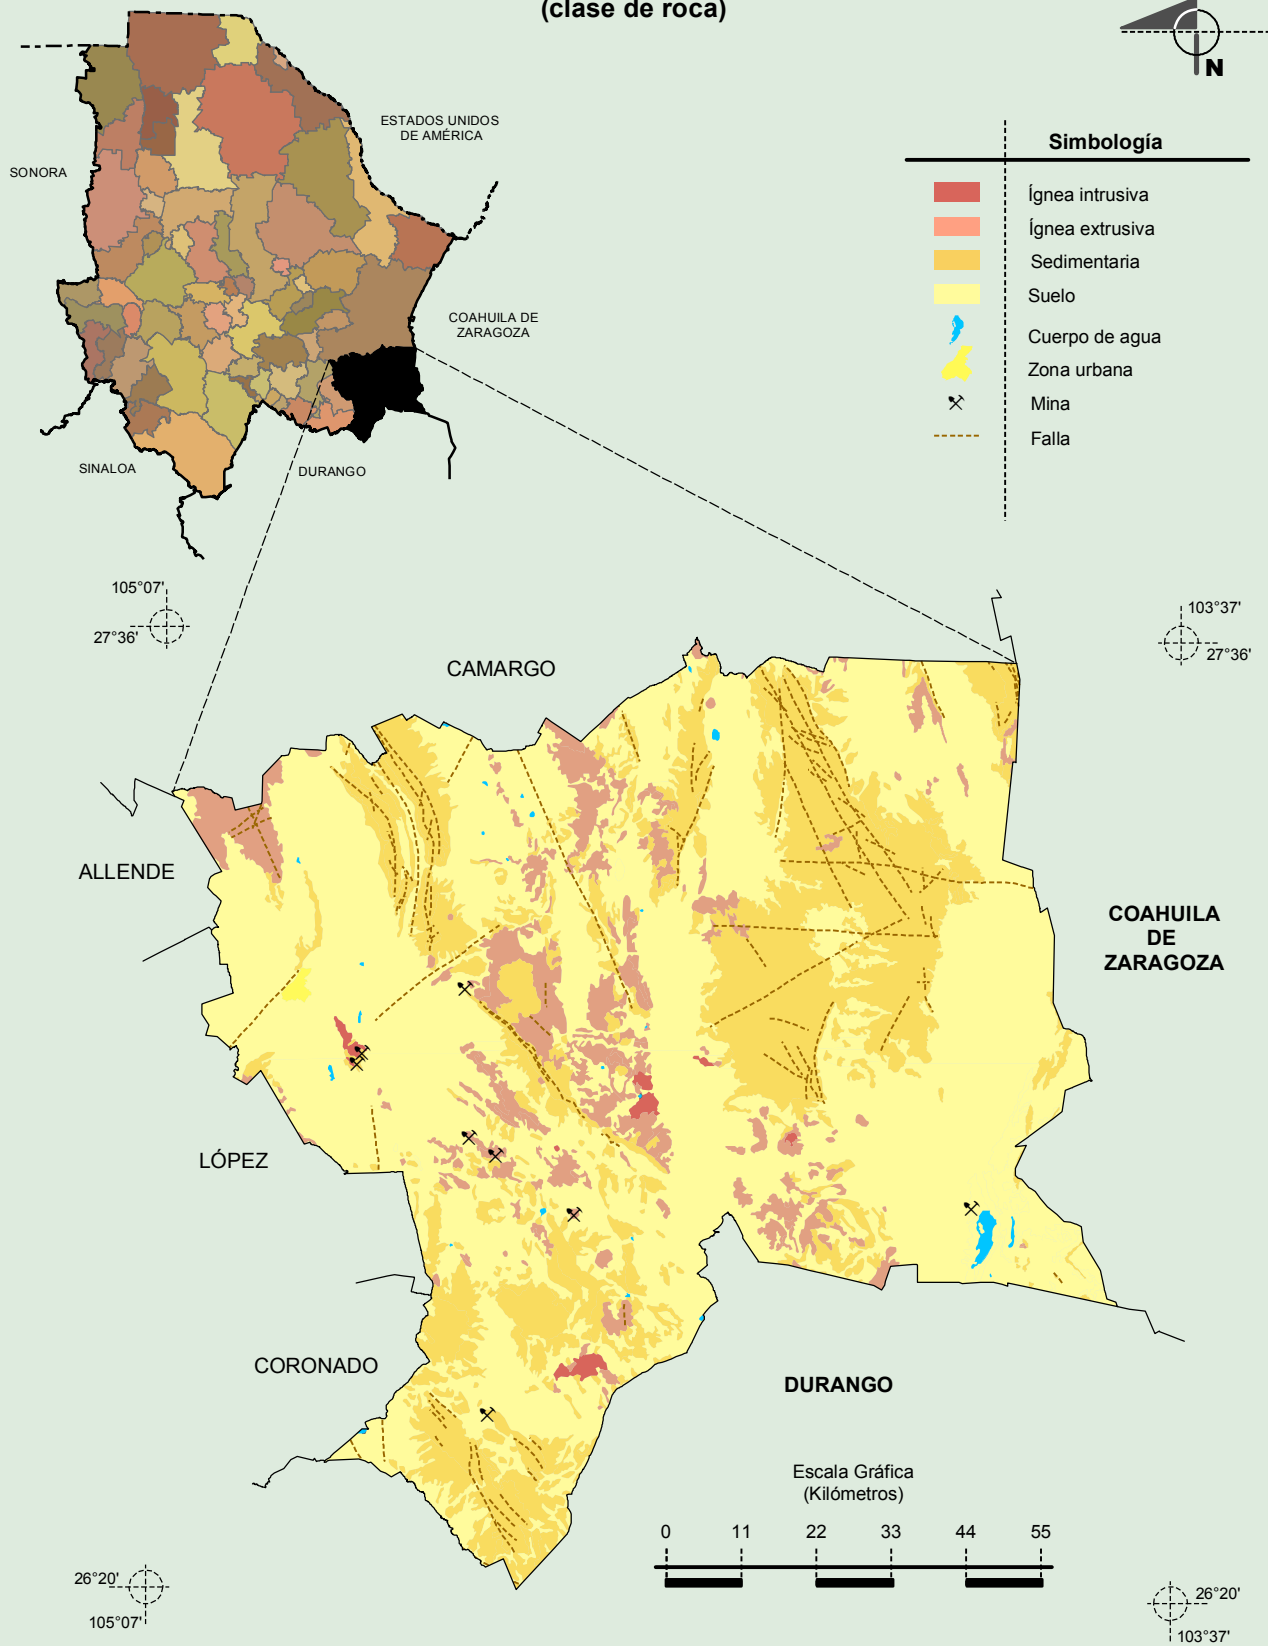 (clase de roca)
N
ESTADOS UNIDOS
DE AMÉRICA
SONORA
COAHUILA DE
ZARAGOZA
SINALOA
DURANGO
Simbología
Ígnea intrusiva
Ígnea extrusiva
Sedimentaria
Suelo
Cuerpo de agua
Zona urbana
Mina
Falla
105°07'
27°36'
103°37'
27°36'
CAMARGO
ALLENDE
COAHUILA
DE
ZARAGOZA
LÓPEZ
CORONADO
DURANGO
Escala Gráfica
(Kilómetros)
0 11 22 33 44 55
26°20'
105°07'
26°20'
103°37'